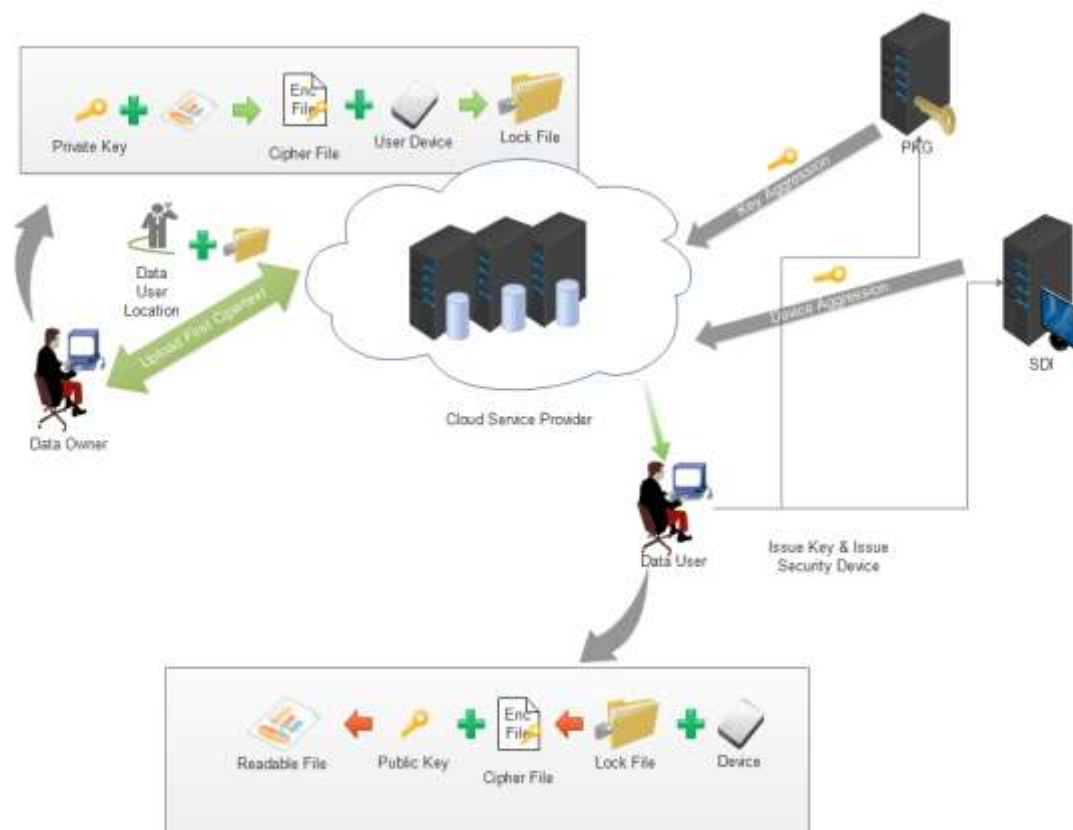 Enc
File
Private Key
Cipher File
User Device
Lock File
PKG
Key Aggression
Data
User
Location
Upload First Cipertext
Device Aggression
SDI
Data Owner
Cloud Service Provider
Data User
Issue Key & Issue
Security Device
Enc
File
Readable File
Public Key
Cipher File
Lock File
Device